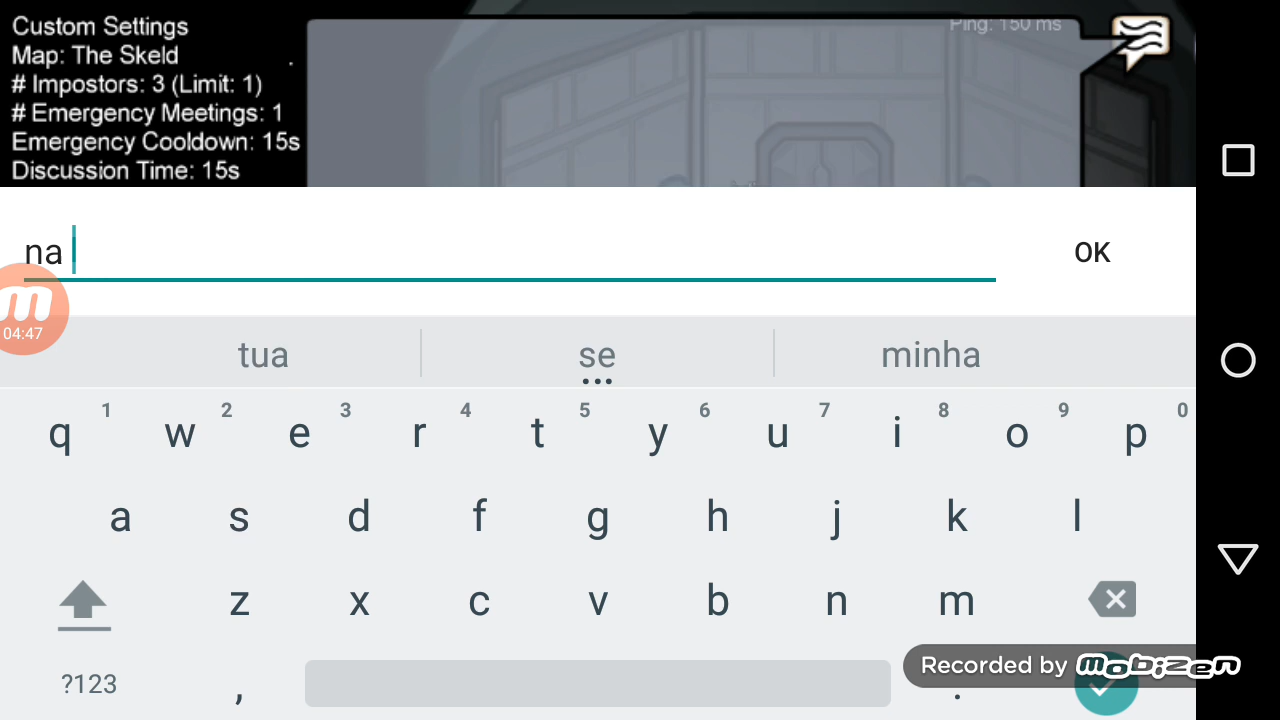 Custom Settings
Ping: 150 ms
Map: The Skeld
# Impostors: 3 (Limit: 1)
# Emergency Meetings: 1
Emergency Cooldown: 15s
Discussion Time: 15s
na
OK
m
04:47
tua se minha
1 2 3 4 5 6 7 8 9 0
q w e r t y u i o p
a s d f g h j k l
z x c v b n m
Recorded by mobizen
?123 , .